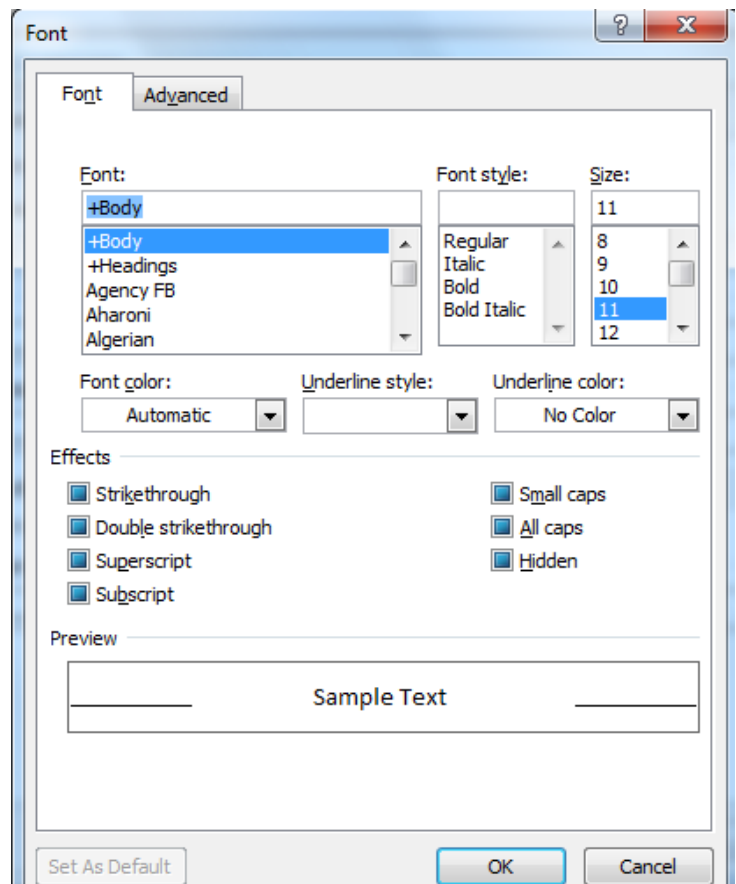 Font
Font Advanced
Font: Font style: Size:
+Body 11
+Body Regular 8
+Headings Italic 9
Agency FB Bold 10
Aharoni Bold Italic 11
Algerian 12
Font color: Underline style: Underline color:
Automatic No Color
Effects
Strikethrough Small caps
Double strikethrough All caps
Superscript Hidden
Subscript
Preview
Sample Text
Set As Default OK Cancel